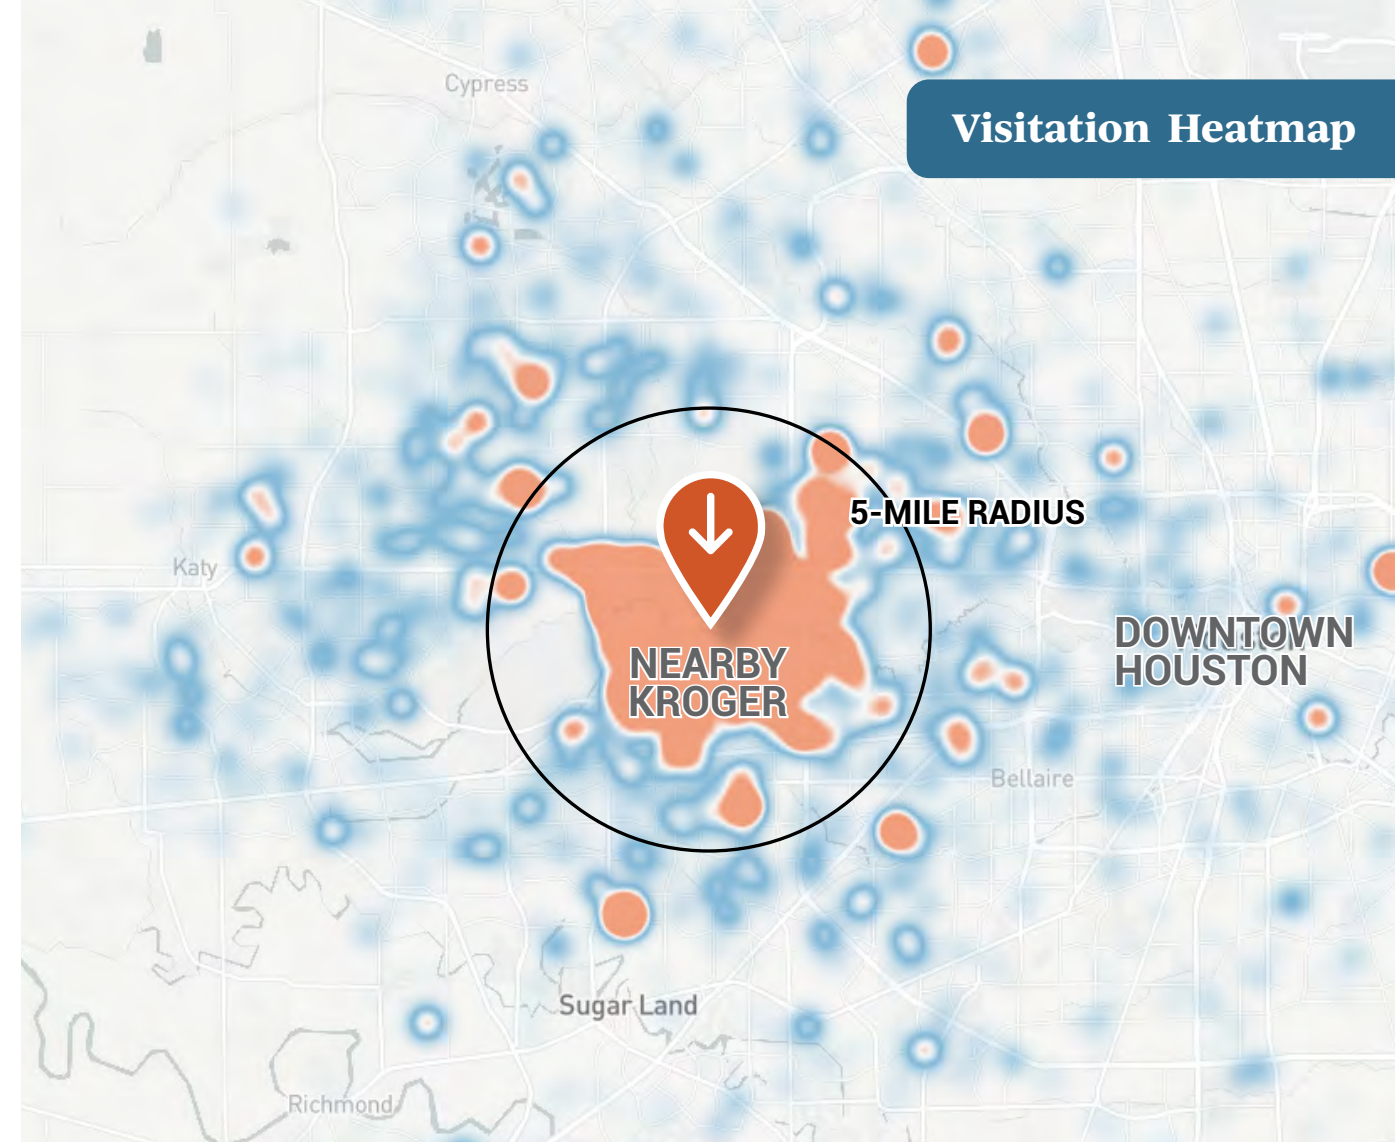 Cypress
Visitation Heatmap
5-MILE RADIUS
Katy
DOWNTOWN
HOUSTON
NEARBY
KROGER
Bellaire
Sugar Land
Richmond